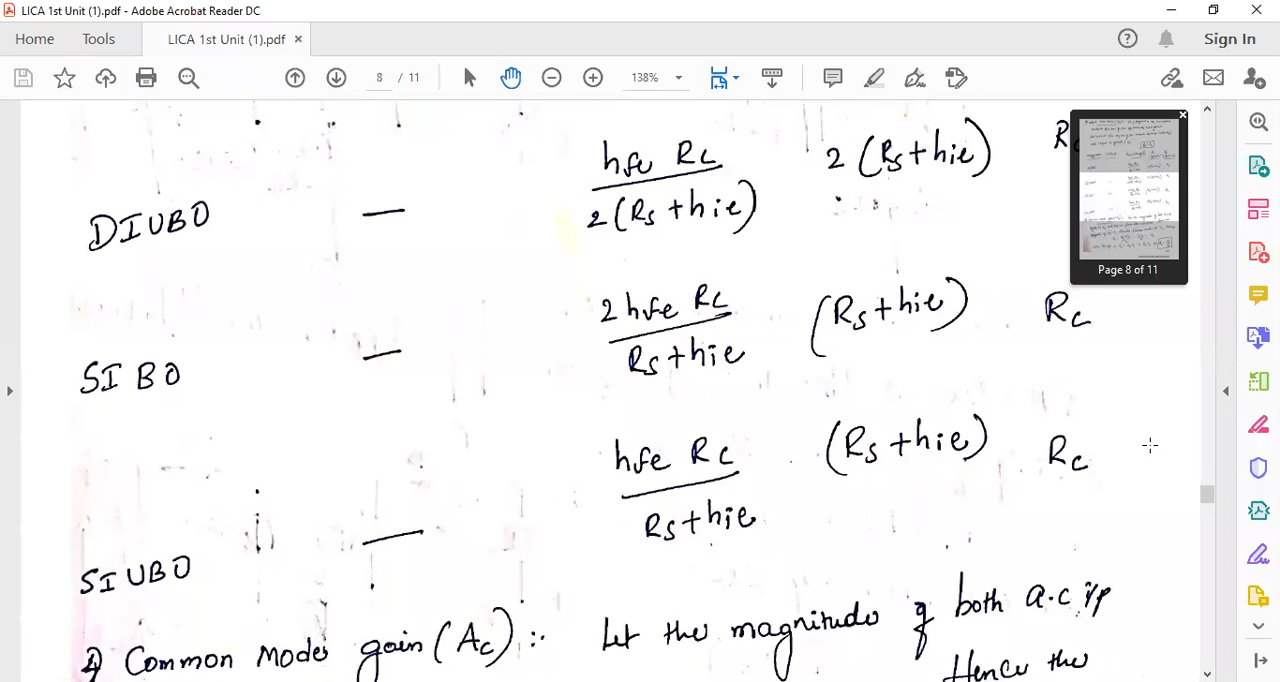 LICA 1st Unit (1).pdf - Adobe Acrobat Reader DC
Home Tools LICA 1st Unit (1).pdf × Sign In
8 / 11 138%
DIUBO — hfe Rc / 2(Rs + hie) 2 (Rs + hie)
Page 8 of 11
SI BO — 2 hfe Rc / Rs + hie (Rs + hie) Rc
SIUBO — hfe Rc / Rs + hie (Rs + hie) Rc
Common mode gain (Ac) :- Let the magnitude of both a.c i/p
Hence the